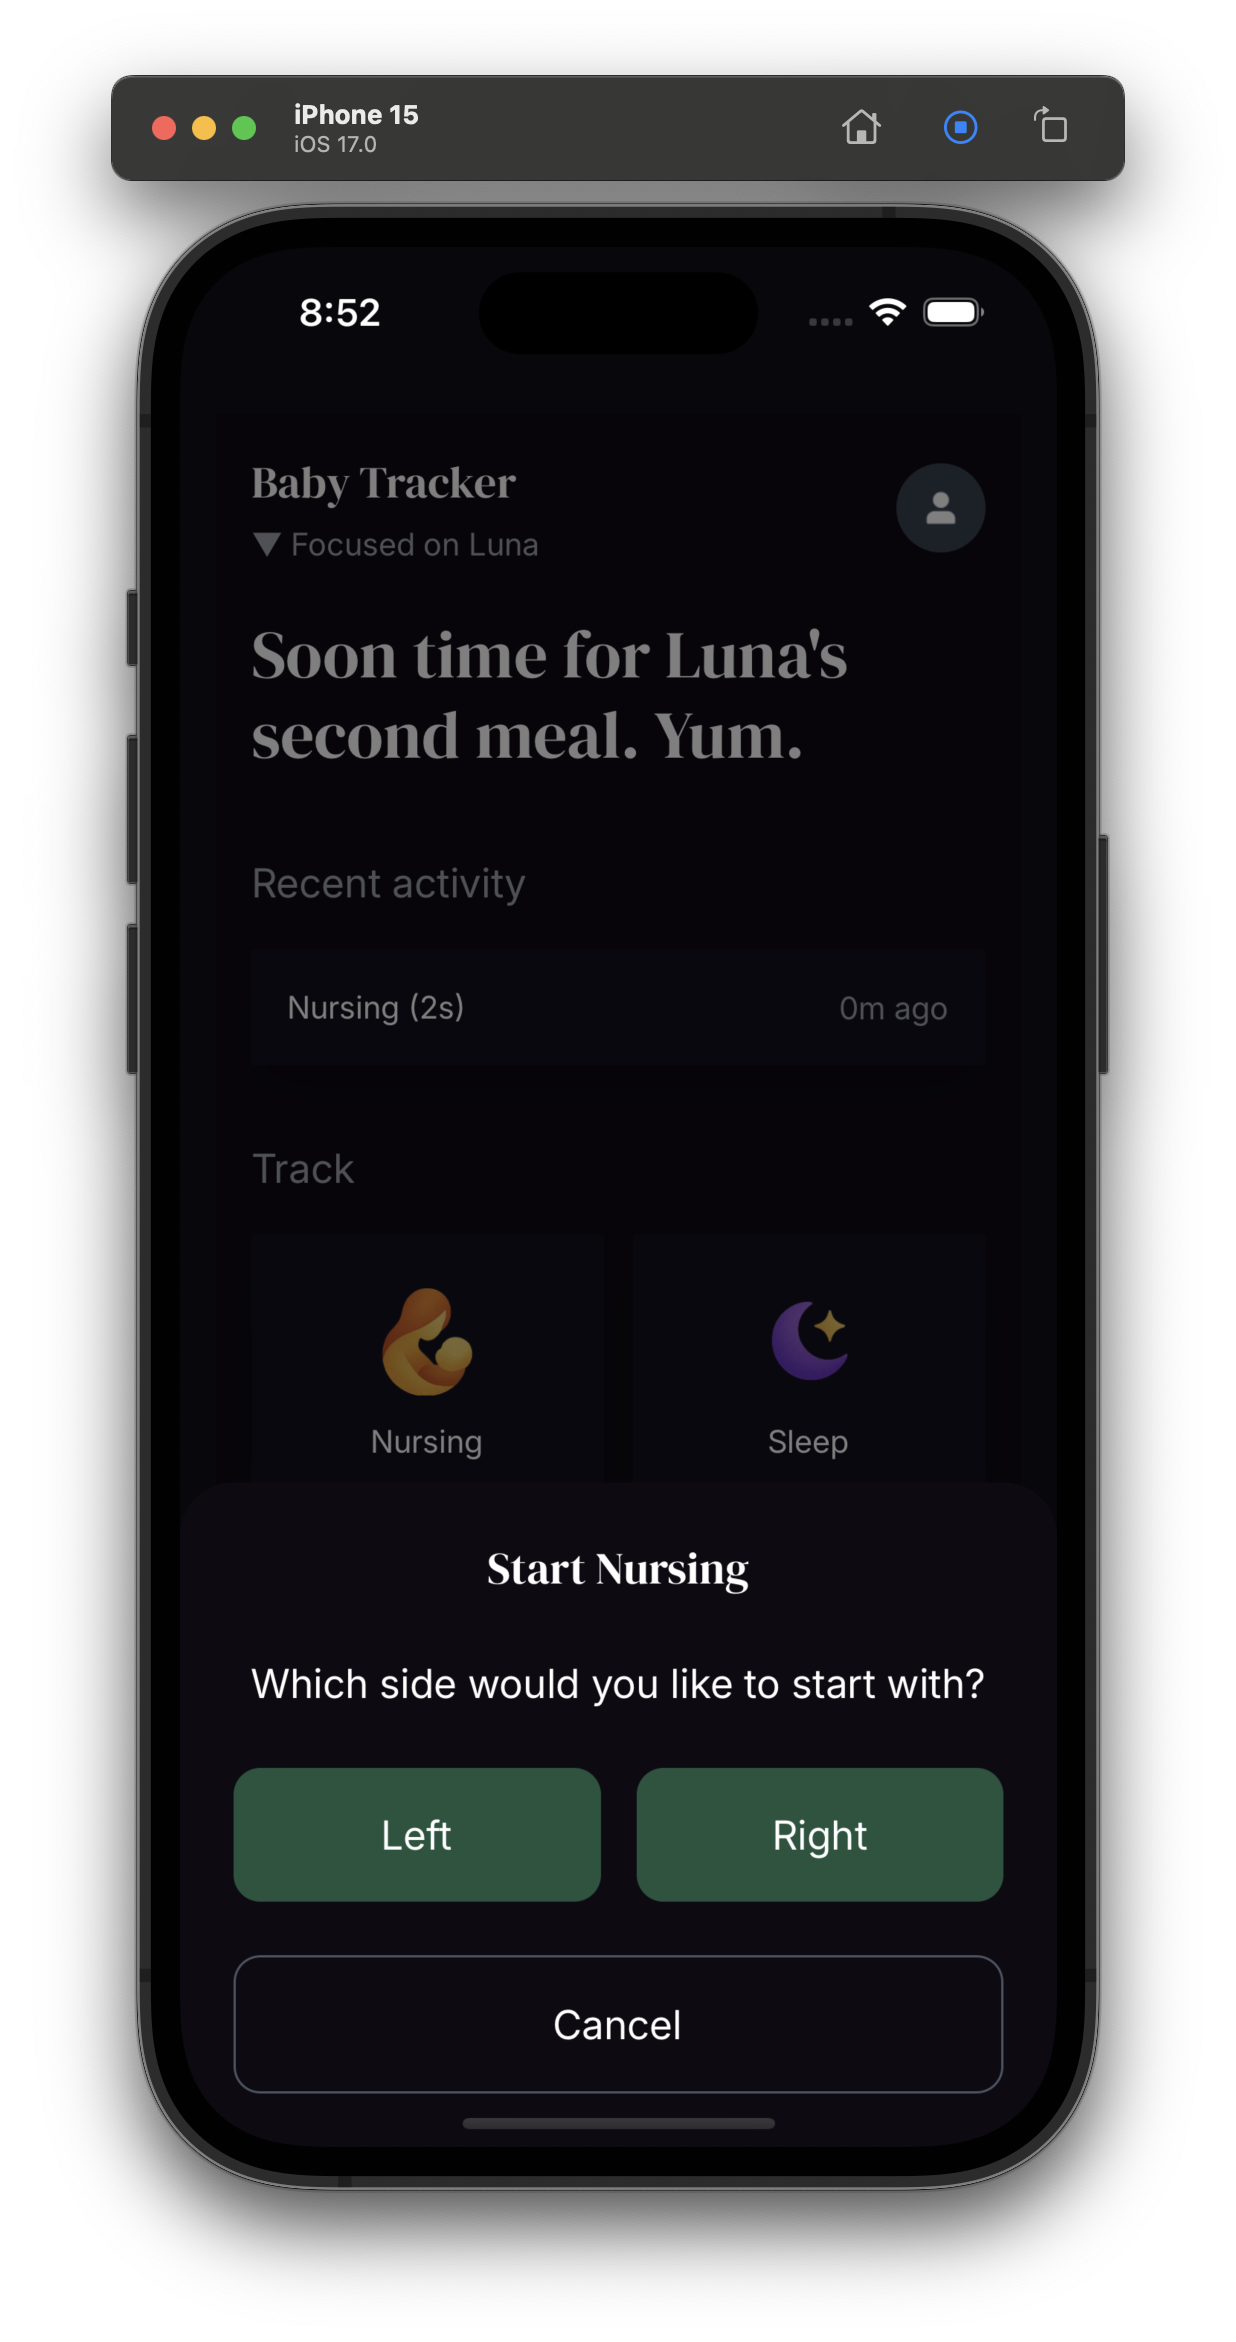 iPhone 15
iOS 17.0
8:52
Baby Tracker
▼ Focused on Luna
Soon time for Luna's
second meal. Yum.
Recent activity
Nursing (2s)
0m ago
Track
Nursing
Sleep
Start Nursing
Which side would you like to start with?
Left
Right
Cancel